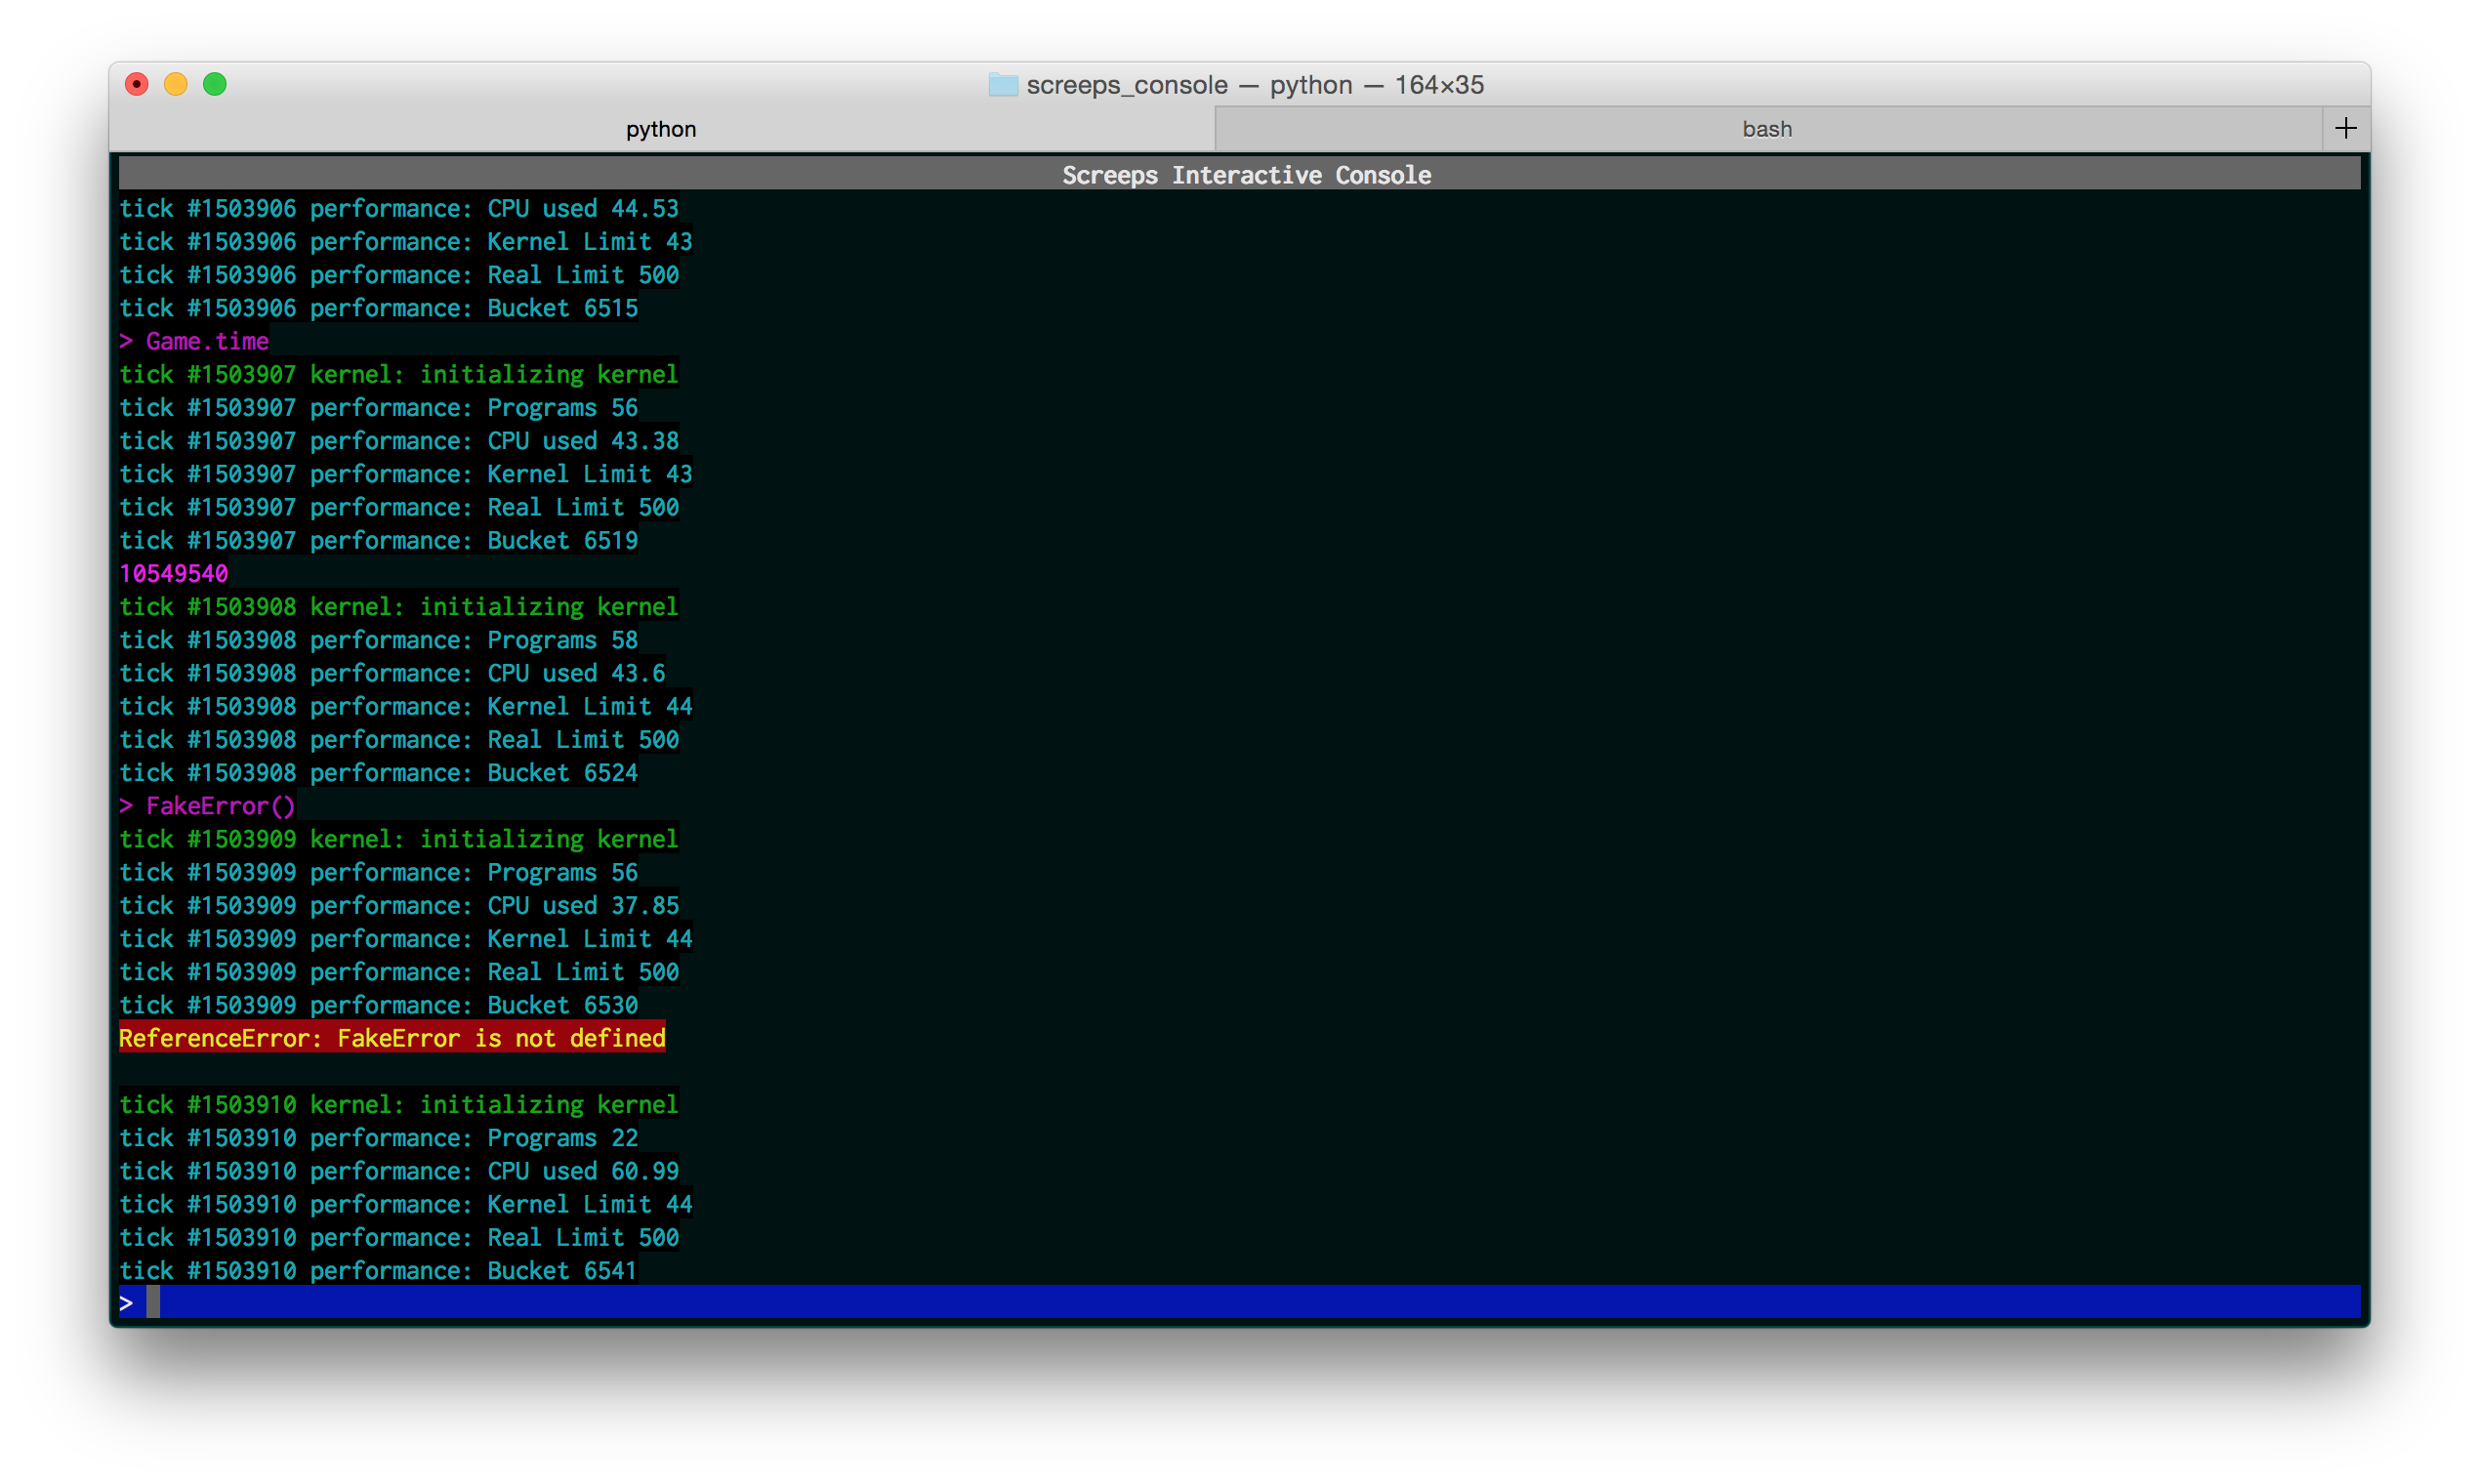 screeps_console — python — 164×35
python
bash
+
Screeps Interactive Console
tick #1503906 performance: CPU used 44.53
tick #1503906 performance: Kernel Limit 43
tick #1503906 performance: Real Limit 500
tick #1503906 performance: Bucket 6515
> Game.time
tick #1503907 kernel: initializing kernel
tick #1503907 performance: Programs 56
tick #1503907 performance: CPU used 43.38
tick #1503907 performance: Kernel Limit 43
tick #1503907 performance: Real Limit 500
tick #1503907 performance: Bucket 6519
10549540
tick #1503908 kernel: initializing kernel
tick #1503908 performance: Programs 58
tick #1503908 performance: CPU used 43.6
tick #1503908 performance: Kernel Limit 44
tick #1503908 performance: Real Limit 500
tick #1503908 performance: Bucket 6524
> FakeError()
tick #1503909 kernel: initializing kernel
tick #1503909 performance: Programs 56
tick #1503909 performance: CPU used 37.85
tick #1503909 performance: Kernel Limit 44
tick #1503909 performance: Real Limit 500
tick #1503909 performance: Bucket 6530
ReferenceError: FakeError is not defined
tick #1503910 kernel: initializing kernel
tick #1503910 performance: Programs 22
tick #1503910 performance: CPU used 60.99
tick #1503910 performance: Kernel Limit 44
tick #1503910 performance: Real Limit 500
tick #1503910 performance: Bucket 6541
>